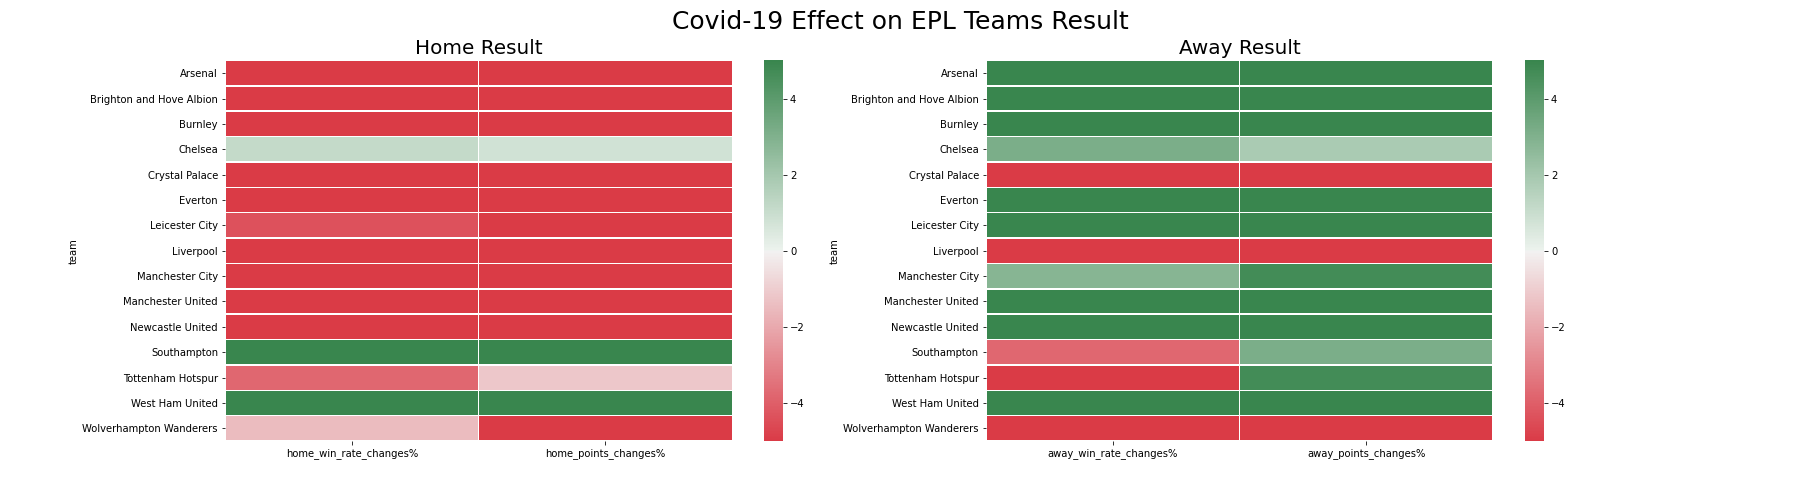 Covid-19 Effect on EPL Teams Result
Home Result
team
Arsenal
Brighton and Hove Albion
Burnley
Chelsea
Crystal Palace
Everton
Leicester City
Liverpool
Manchester City
Manchester United
Newcastle United
Southampton
Tottenham Hotspur
West Ham United
Wolverhampton Wanderers
home_win_rate_changes%
home_points_changes%
4
2
0
−2
−4
Away Result
team
Arsenal
Brighton and Hove Albion
Burnley
Chelsea
Crystal Palace
Everton
Leicester City
Liverpool
Manchester City
Manchester United
Newcastle United
Southampton
Tottenham Hotspur
West Ham United
Wolverhampton Wanderers
away_win_rate_changes%
away_points_changes%
4
2
0
−2
−4